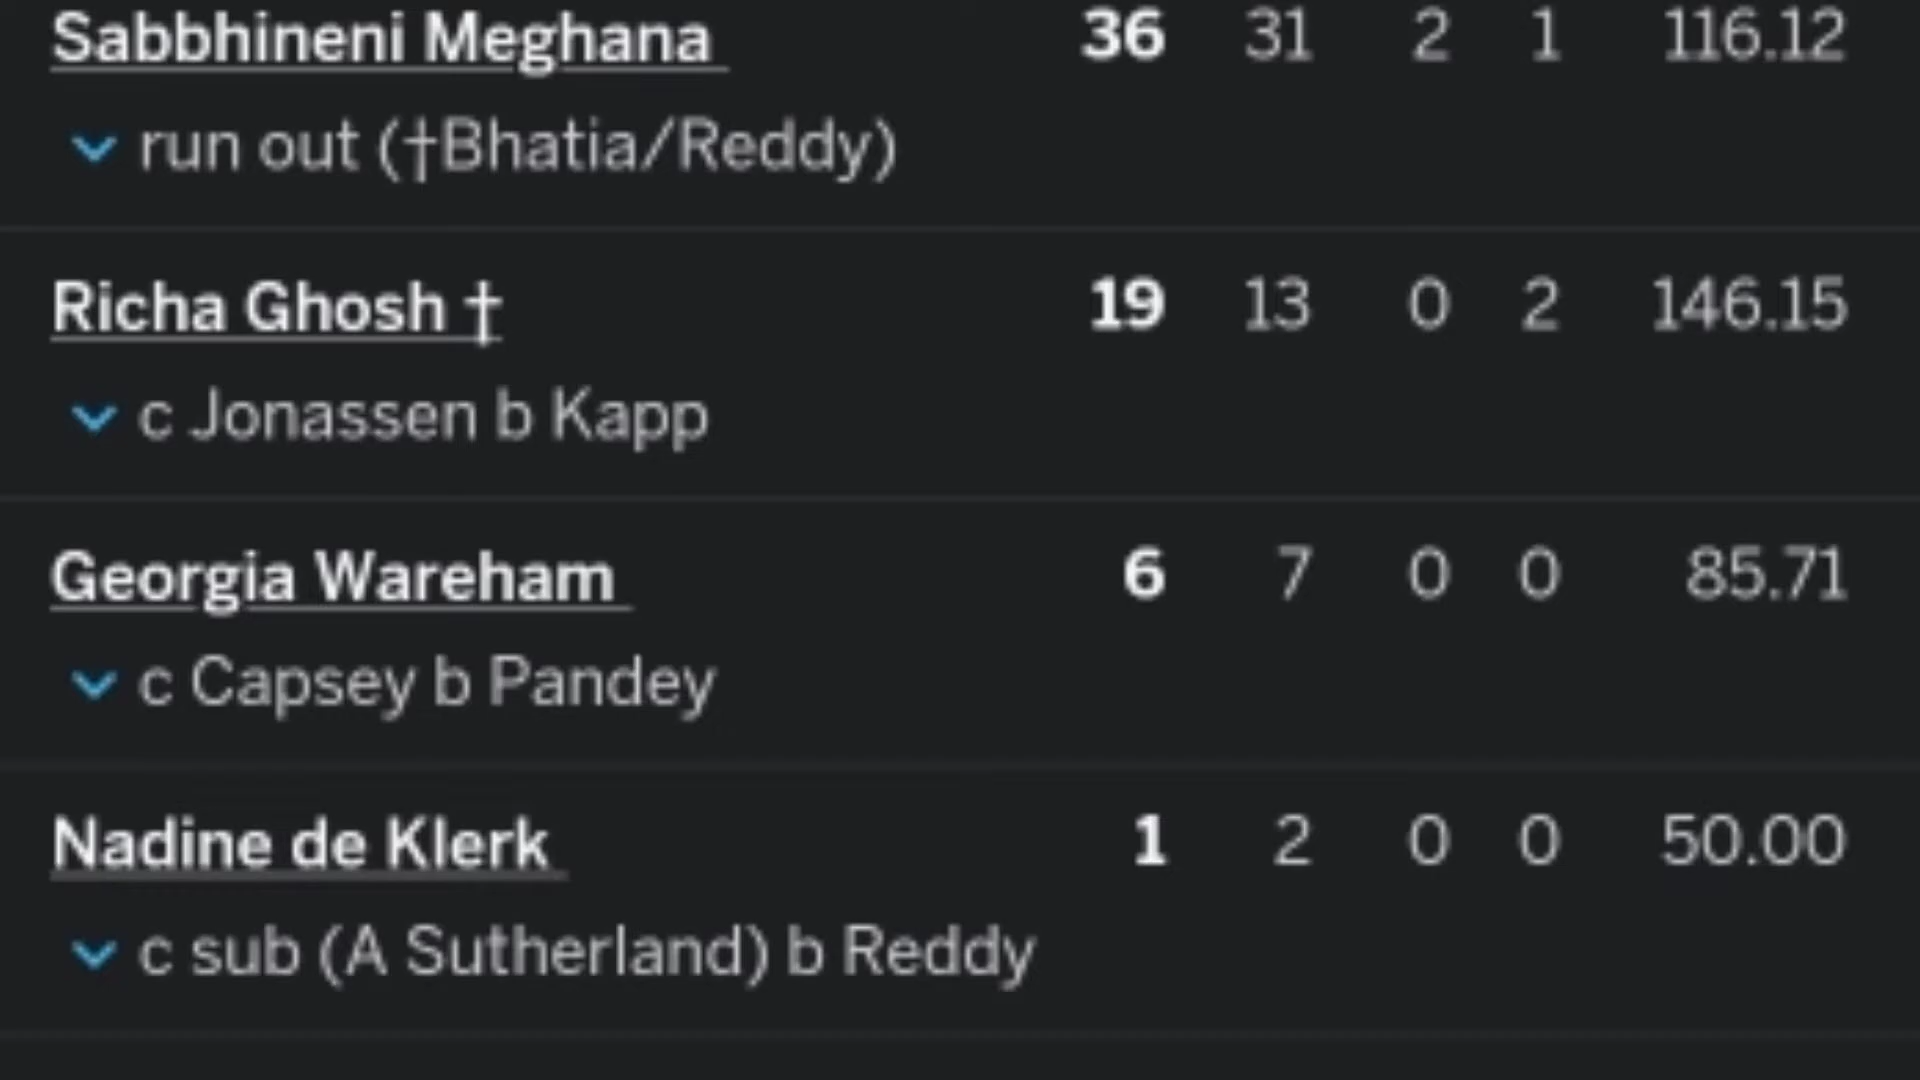 Sabbhineni Meghana 36 31 2 1 116.12
run out (†Bhatia/Reddy)
Richa Ghosh † 19 13 0 2 146.15
c Jonassen b Kapp
Georgia Wareham 6 7 0 0 85.71
c Capsey b Pandey
Nadine de Klerk 1 2 0 0 50.00
c sub (A Sutherland) b Reddy